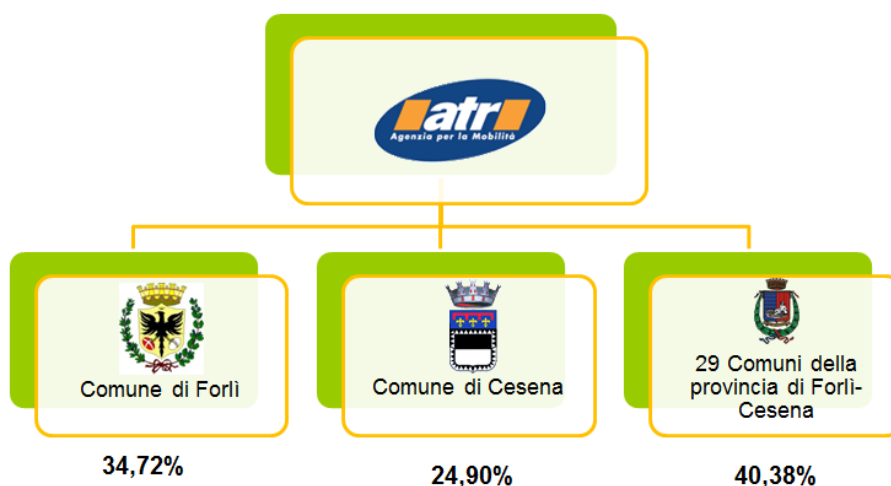 atr
Agenzia per la Mobilità
Comune di Forlì
Comune di Cesena
29 Comuni della
provincia di Forlì-
Cesena
34,72%
24,90%
40,38%